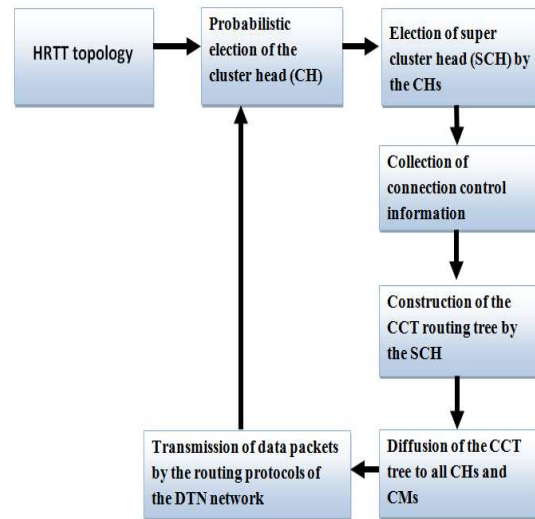 HRTT topology
Probabilistic
election of the
cluster head (CH)
Election of super
cluster head (SCH) by
the CHs
Collection of
connection control
information
Construction of the
CCT routing tree by
the SCH
Diffusion of the CCT
tree to all CHs and
CMs
Transmission of data packets
by the routing protocols of
the DTN network